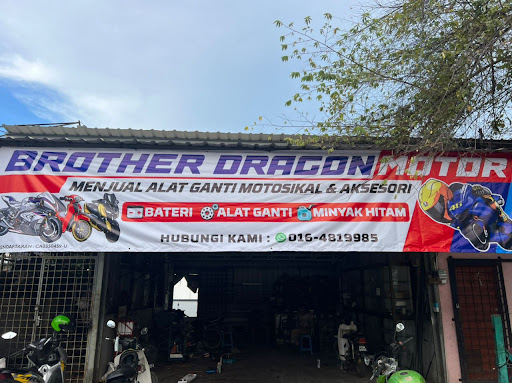 BROTHER DRAGON MOTOR
MENJUAL ALAT GANTI MOTOSIKAL & AKSESORI
BATERI ALAT GANTI MINYAK HITAM
HUBUNGI KAMI : 016-4819985